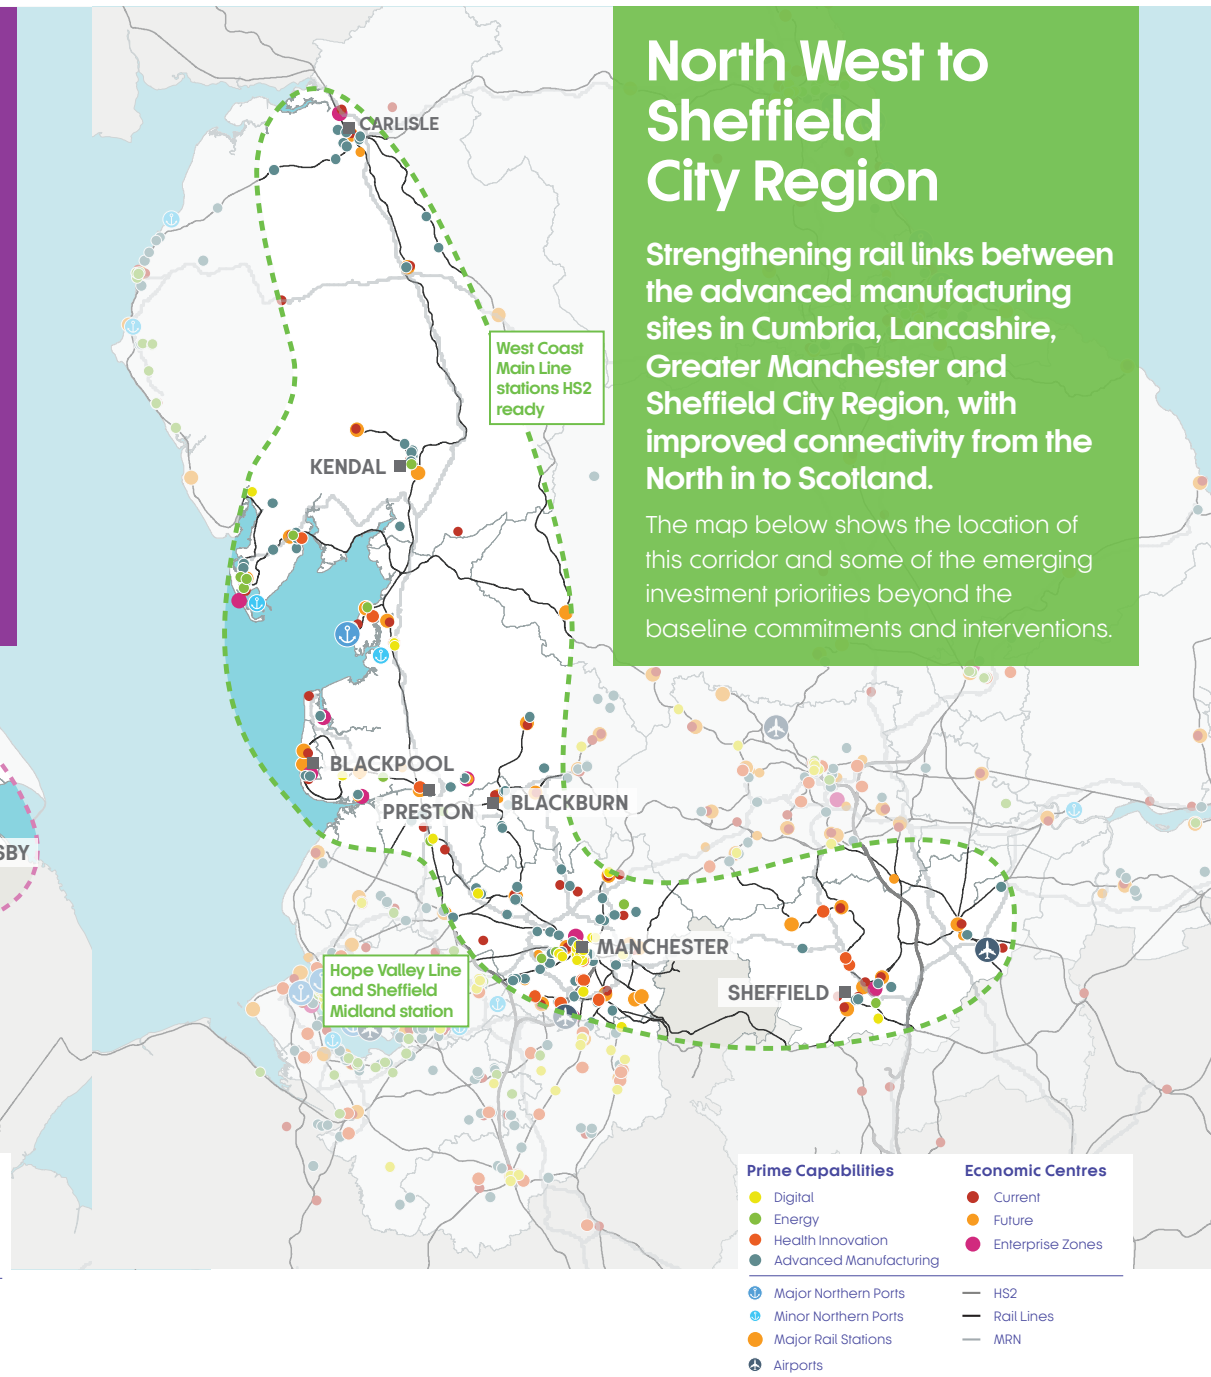 North West to
Sheffield
City Region
Strengthening rail links between
the advanced manufacturing
sites in Cumbria, Lancashire,
Greater Manchester and
Sheffield City Region, with
improved connectivity from the
North in to Scotland.
The map below shows the location of
this corridor and some of the emerging
investment priorities beyond the
baseline commitments and interventions.
CARLISLE
West Coast
Main Line
stations HS2
ready
KENDAL
BLACKPOOL
PRESTON
BLACKBURN
SBY
MANCHESTER
SHEFFIELD
Hope Valley Line
and Sheffield
Midland station
Prime Capabilities
Digital
Energy
Health Innovation
Advanced Manufacturing
Economic Centres
Current
Future
Enterprise Zones
Major Northern Ports
Minor Northern Ports
Major Rail Stations
Airports
HS2
Rail Lines
MRN